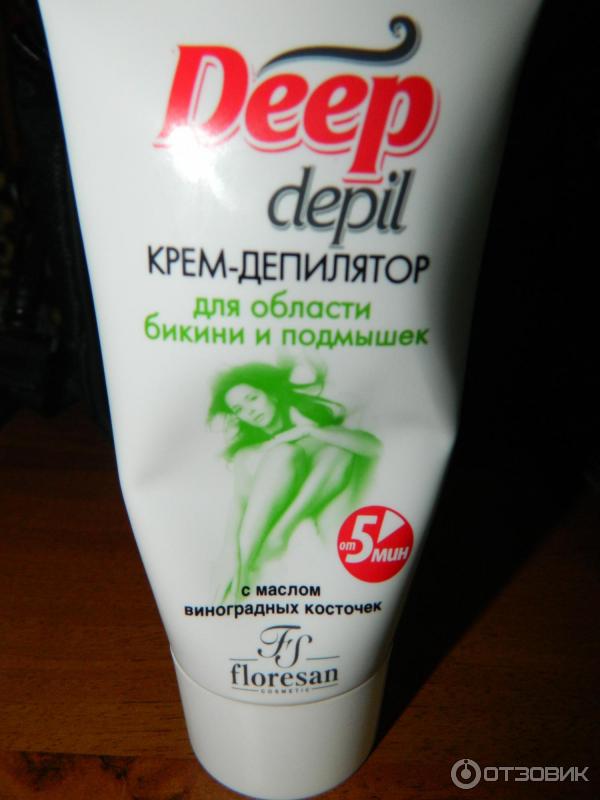 Deep
depil
КРЕМ-ДЕПИЛЯТОР
для области
бикини и подмышек
от 5 мин
с маслом
виноградных косточек
FS
floresan
COSMETIC
ОТЗОВИК